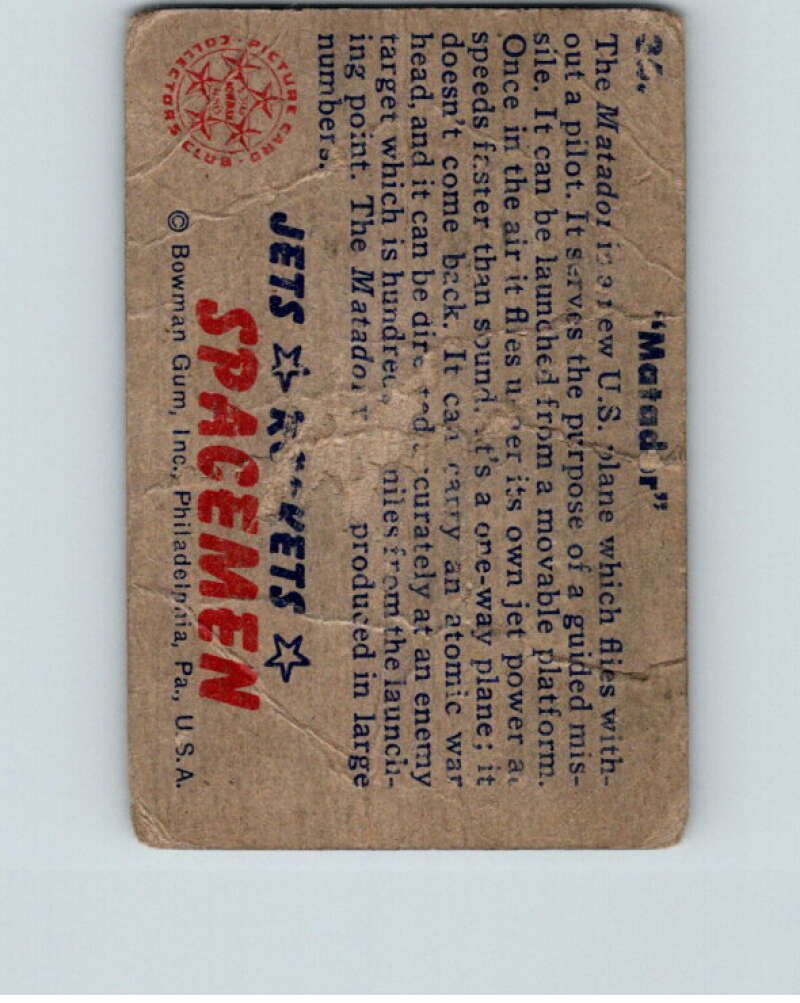 "Matador"
The Matador is a new U.S. plane which flies with-
out a pilot. It serves the purpose of a guided mis-
sile. It can be launched from a movable platform.
Once in the air it flies under its own jet power at
speeds faster than sound. It's a one-way plane; it
doesn't come back. It can carry an atomic war
head, and it can be directed accurately at an enemy
target which is hundreds miles from the launch-
ing point. The Matador produced in large
numbers.
JETS ☆ ROCKETS ☆
SPACEMEN
© Bowman Gum, Inc., Philadelphia, Pa., U.S.A.
PICTURE CARD COLLECTORS CLUB